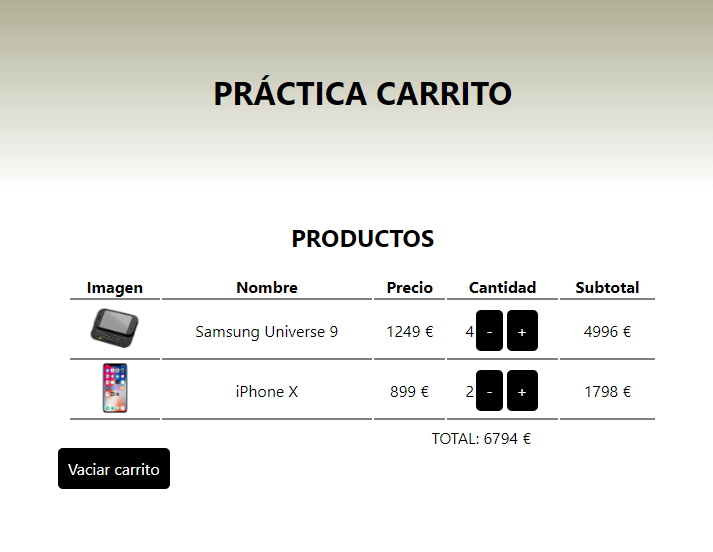 PRÁCTICA CARRITO
PRODUCTOS
Imagen Nombre Precio Cantidad Subtotal
Samsung Universe 9 1249 € 4 - + 4996 €
iPhone X 899 € 2 - + 1798 €
TOTAL: 6794 €
Vaciar carrito